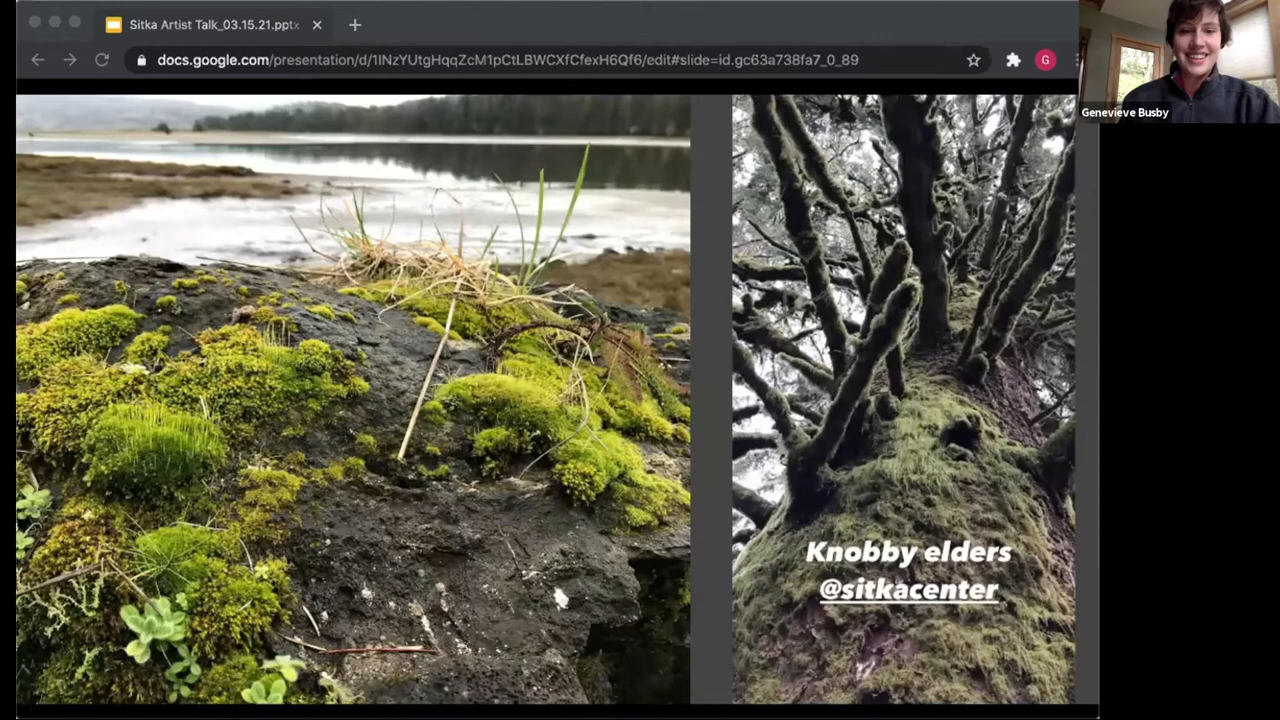 Sitka Artist Talk_03.15.21.pptx
docs.google.com/presentation/d/1INzYUtgHqqZcM1pCtLBWCXfCfexH6Qf6/edit#slide=id.gc63a738fa7_0_89
G
Genevieve Busby
Knobby elders
@sitkacenter